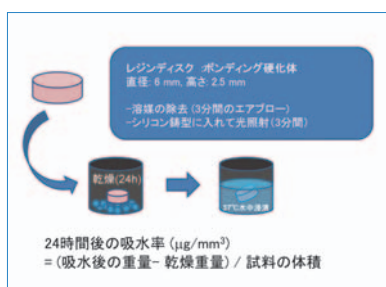 レジンディスク :ボンディング硬化体
直径: 6 mm, 高さ: 2.5 mm
-溶媒の除去(3分間のエアブロー)
-シリコン鋳型に入れて光照射(3分間)
乾燥(24h)
37℃水中浸漬
24時間後の吸水率 (μg/mm³)
= (吸水後の重量- 乾燥重量) / 試料の体積